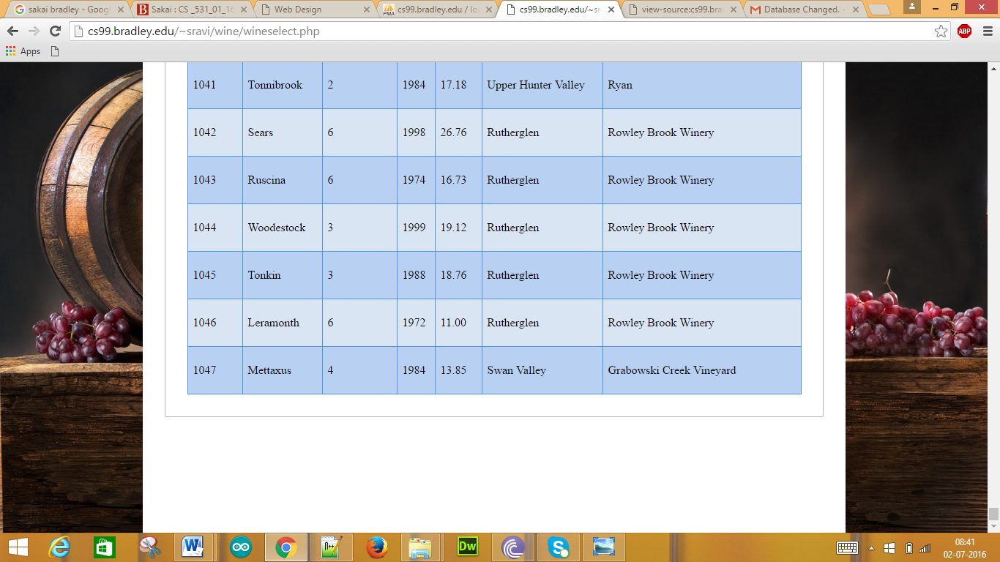 sakai bradley - Goog
Sakai : CS _531_01_16
Web Design
PMA
cs99.bradley.edu / lo
cs99.bradley.edu/~sr
view-source:cs99.bra
Database Changed. -
cs99.bradley.edu/~sravi/wine/wineselect.php
ABP
Apps
1041 Tonnibrook 2 1984 17.18 Upper Hunter Valley Ryan
1042 Sears 6 1998 26.76 Rutherglen Rowley Brook Winery
1043 Ruscina 6 1974 16.73 Rutherglen Rowley Brook Winery
1044 Woodestock 3 1999 19.12 Rutherglen Rowley Brook Winery
1045 Tonkin 3 1988 18.76 Rutherglen Rowley Brook Winery
1046 Leramonth 6 1972 11.00 Rutherglen Rowley Brook Winery
1047 Mettaxus 4 1984 13.85 Swan Valley Grabowski Creek Vineyard
Dw
08:41
02-07-2016